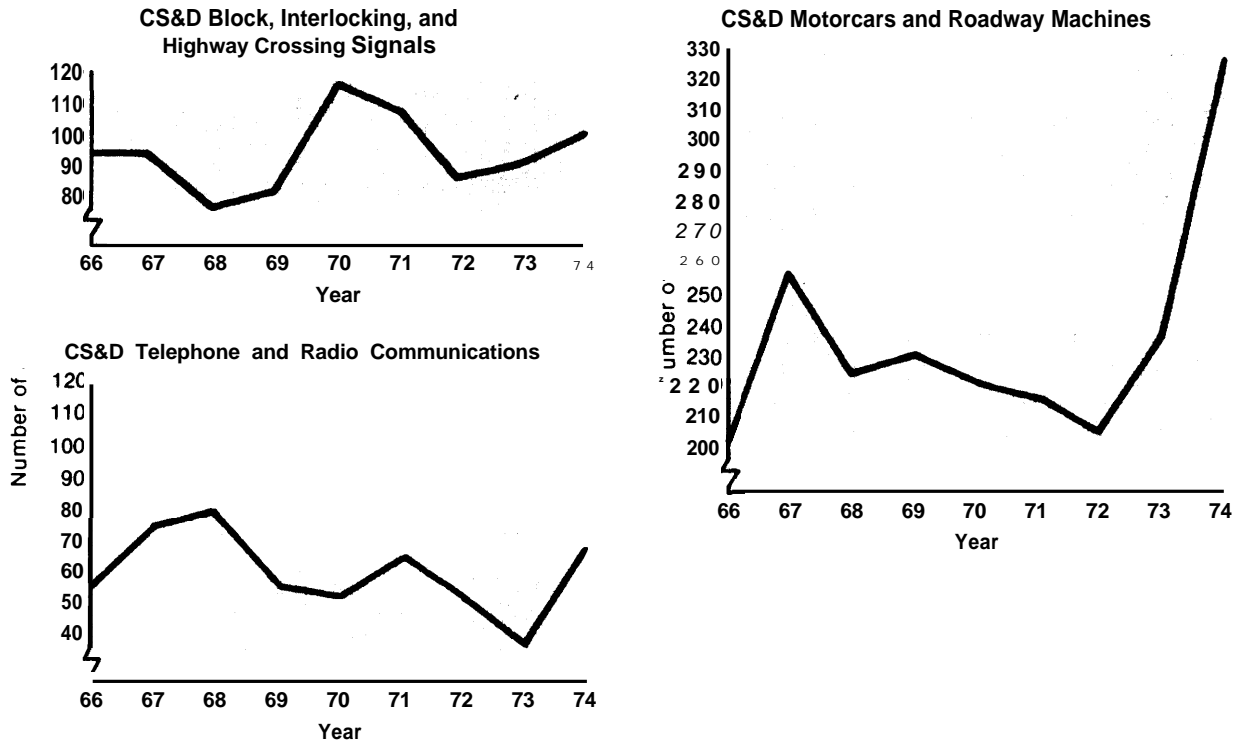 CS&D Block, Interlocking, and
Highway Crossing Signals
120
110
100
90
80
66 67 68 69 70 71 72 73 74
Year
CS&D Telephone and Radio Communications
Number of
120
110
100
90
80
70
60
50
40
66 67 68 69 70 71 72 73 74
Year
CS&D Motorcars and Roadway Machines
umber o
330
320
310
300
290
280
270
260
250
240
230
220
210
200
66 67 68 69 70 71 72 73 74
Year